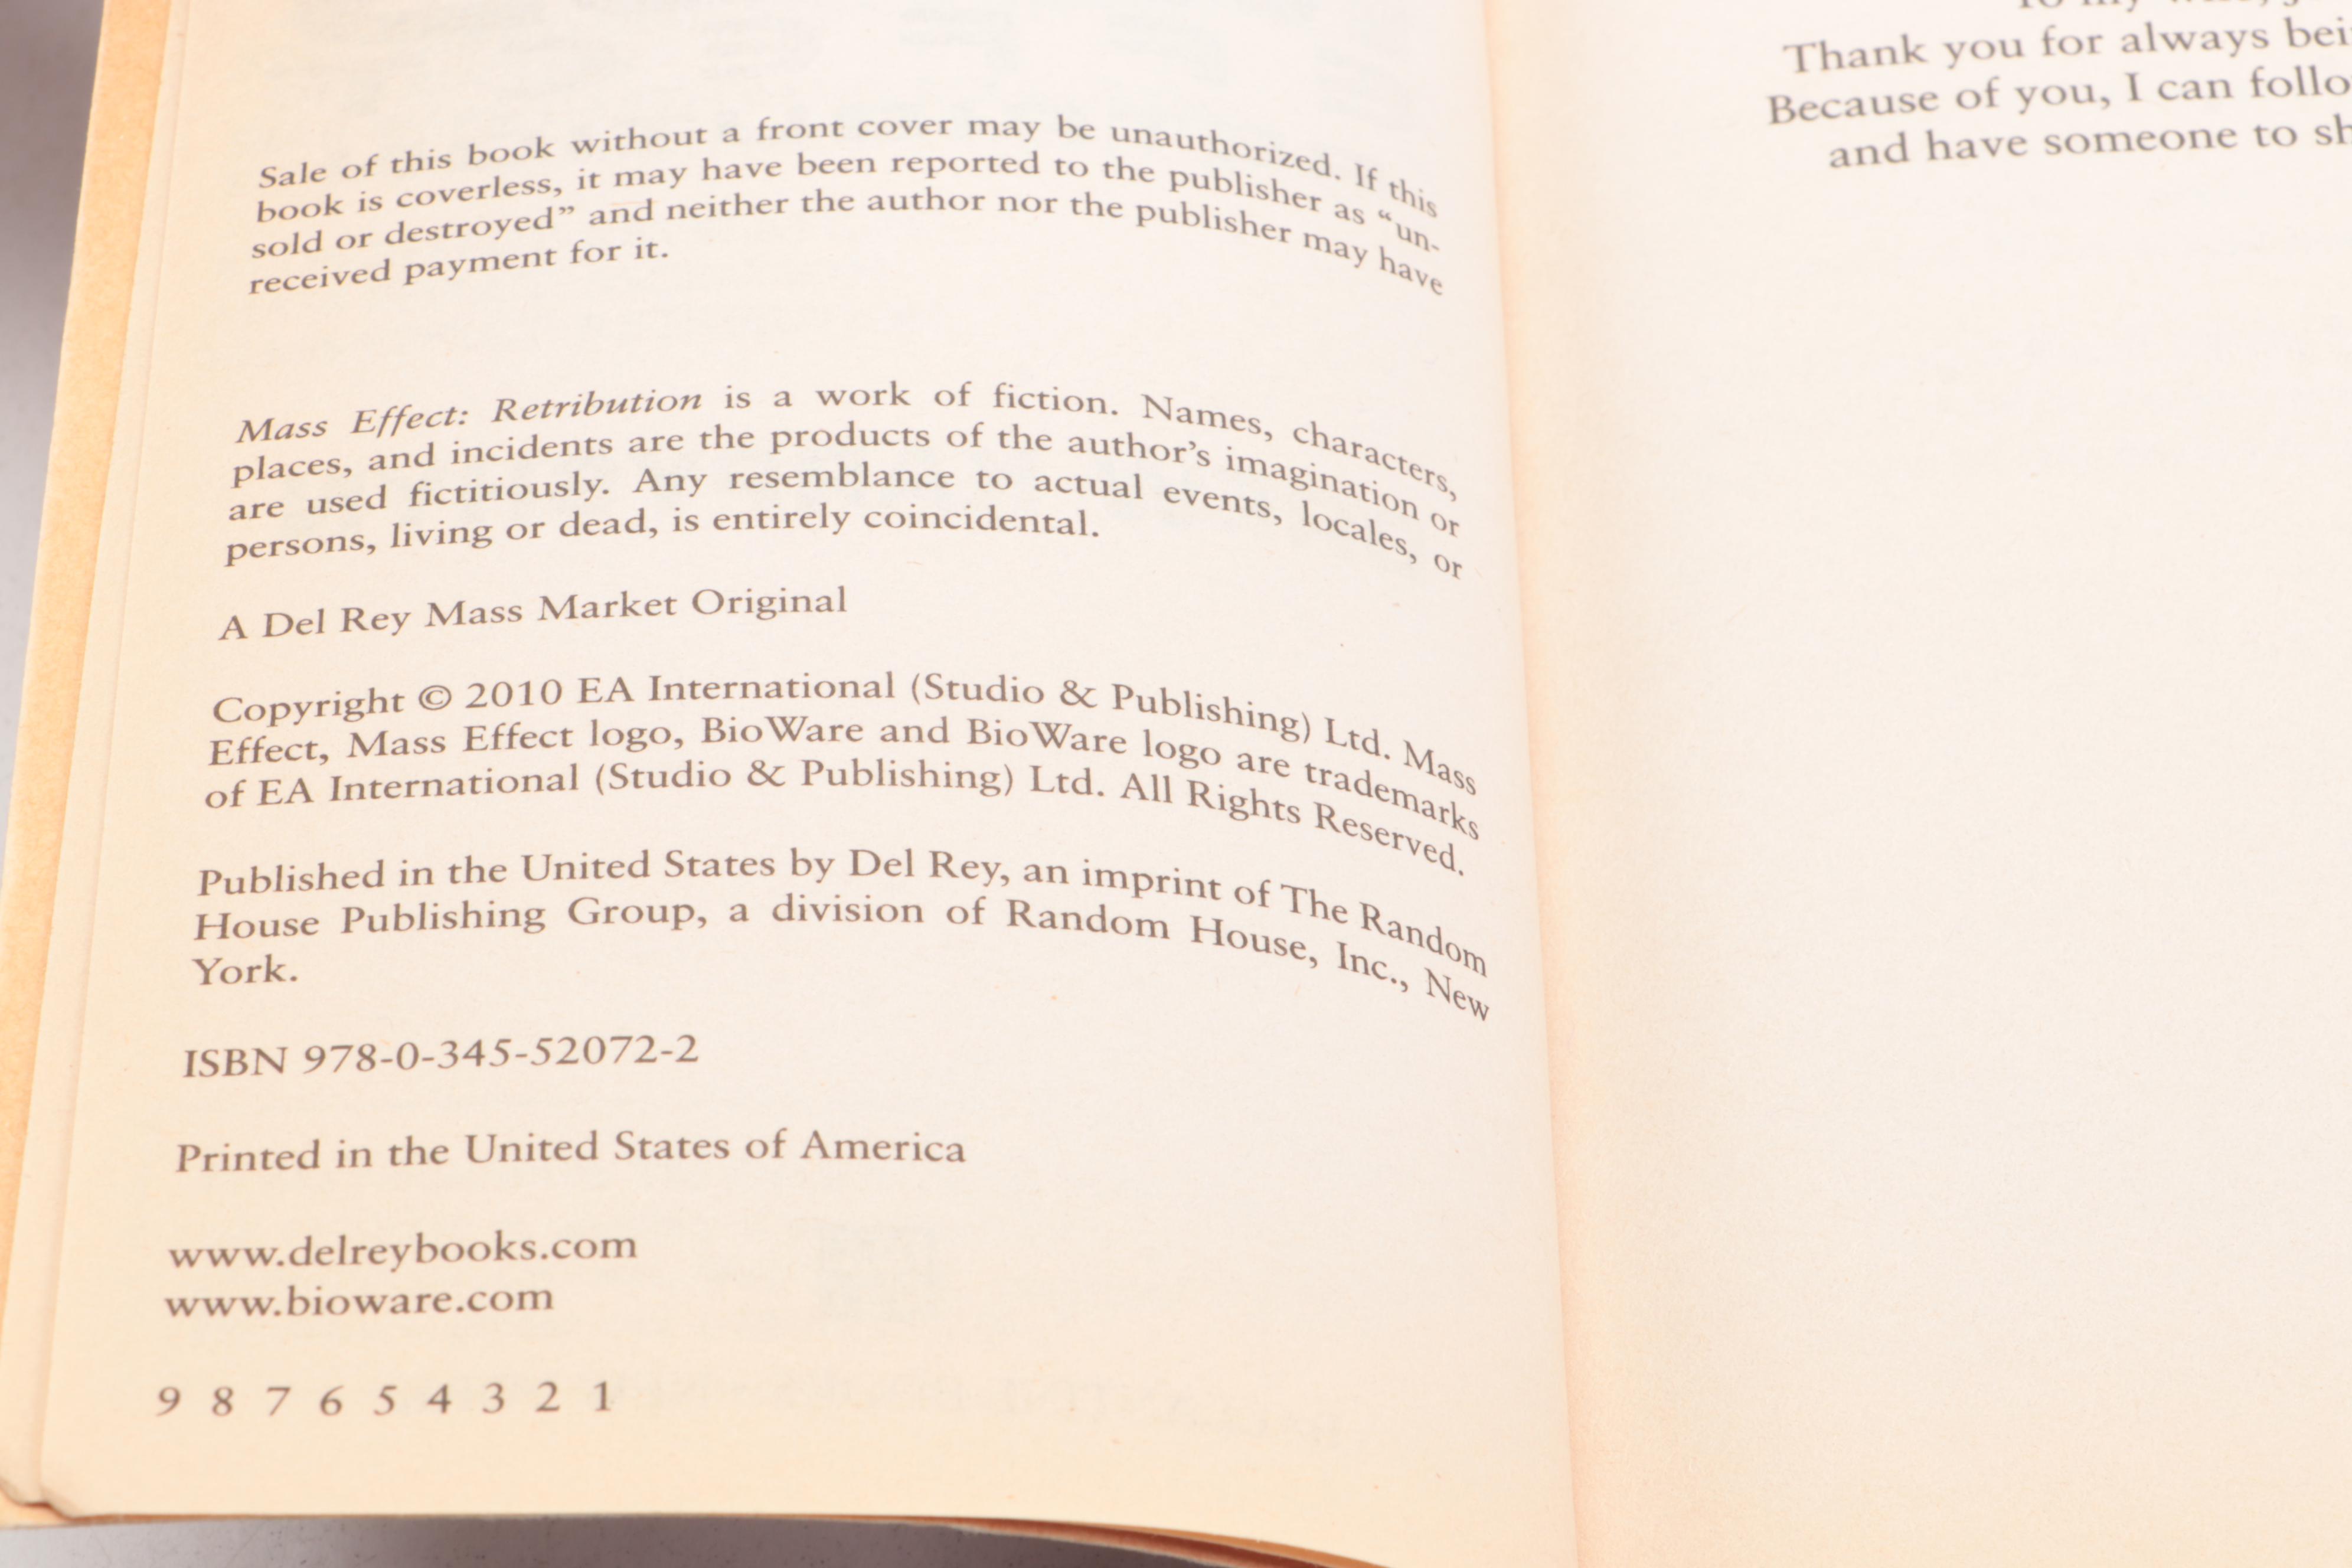 Sale of this book without a front cover may be unauthorized. If this
book is coverless, it may have been reported to the publisher as “un-
sold or destroyed” and neither the author nor the publisher may have
received payment for it.
Mass Effect: Retribution is a work of fiction. Names, characters,
places, and incidents are the products of the author’s imagination or
are used fictitiously. Any resemblance to actual events, locales, or
persons, living or dead, is entirely coincidental.
A Del Rey Mass Market Original
Copyright © 2010 EA International (Studio & Publishing) Ltd. Mass
Effect, Mass Effect logo, BioWare and BioWare logo are trademarks
of EA International (Studio & Publishing) Ltd. All Rights Reserved.
Published in the United States by Del Rey, an imprint of The Random
House Publishing Group, a division of Random House, Inc., New
York.
ISBN 978-0-345-52072-2
Printed in the United States of America
www.delreybooks.com
www.bioware.com
9 8 7 6 5 4 3 2 1
To my wife,
Thank you for always
Because of you, I can
and have someone to